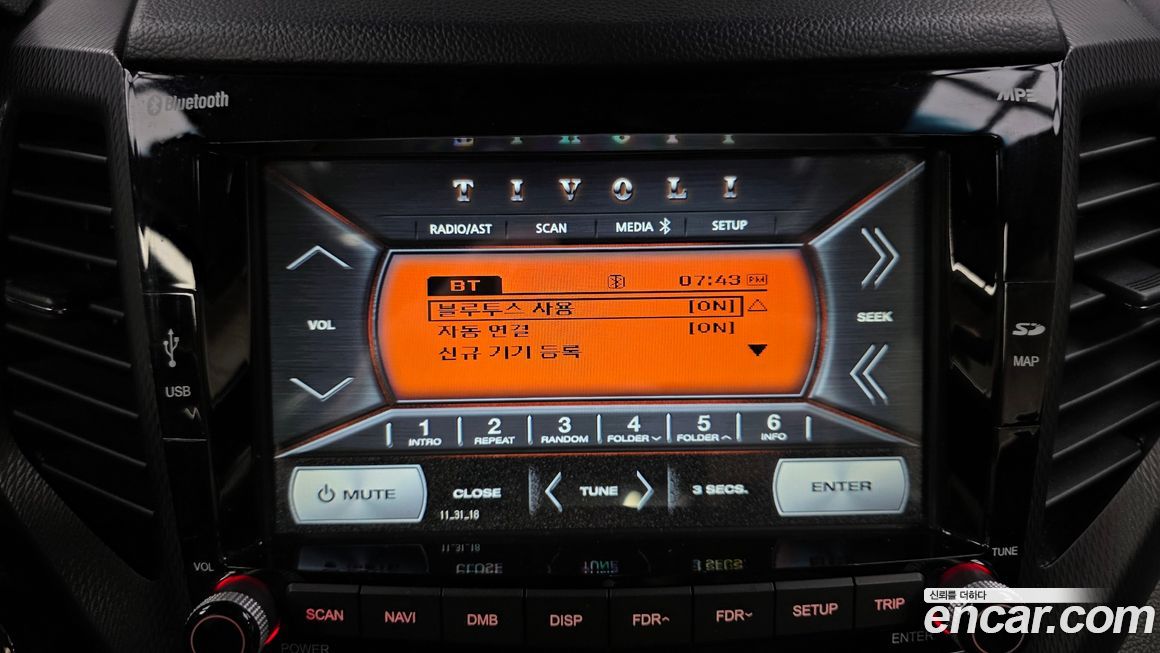 Bluetooth
MP3
TIVOLI
RADIO/AST SCAN MEDIA SETUP
BT 07:43 PM
블루투스 사용 [ON]
자동 연결 [ON]
신규 기기 등록
VOL
SEEK
USB
MAP
1 2 3 4 5 6
INTRO REPEAT RANDOM FOLDER FOLDER INFO
MUTE CLOSE TUNE 3 SECS. ENTER
11_31_18
VOL
TUNE
SCAN NAVI DMB DISP FDR FDR SETUP TRIP
POWER
ENTER
신뢰를 더하다
encar.com